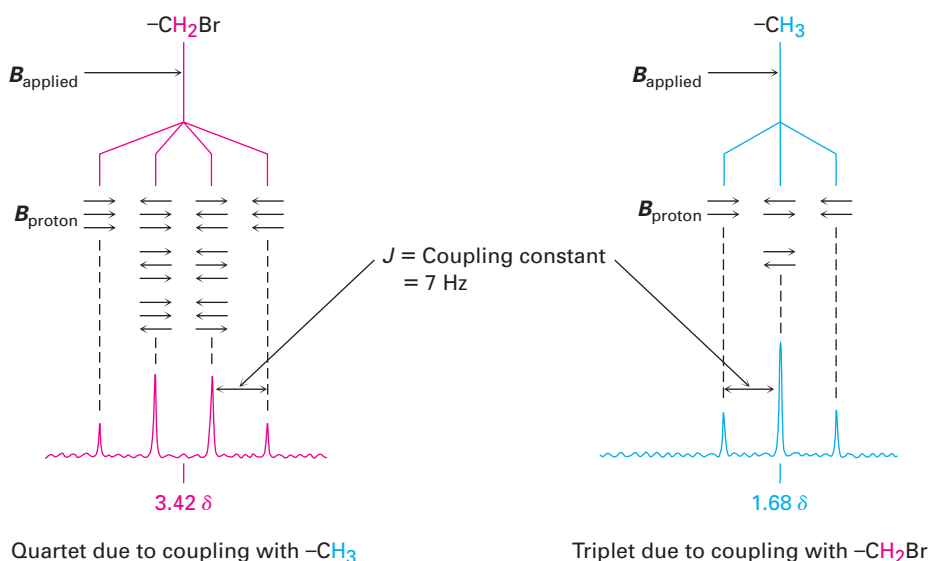 –CH2Br
Bapplied
Bproton
3.42 δ
Quartet due to coupling with –CH3
J = Coupling constant
= 7 Hz
–CH3
Bapplied
Bproton
1.68 δ
Triplet due to coupling with –CH2Br